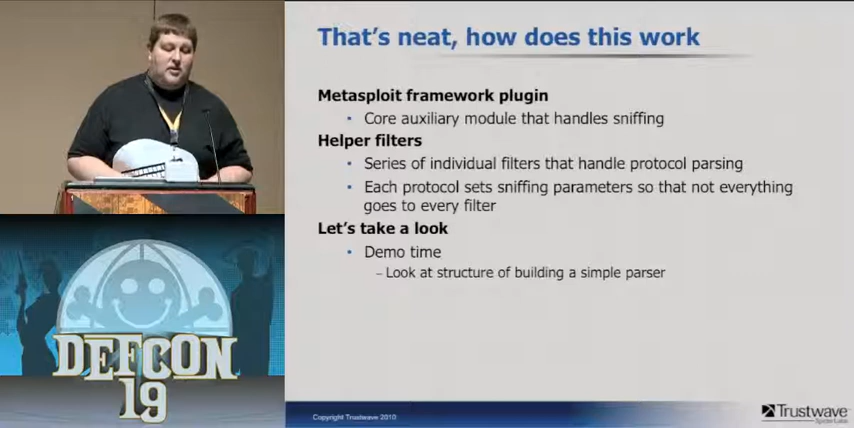 That's neat, how does this work
Metasploit framework plugin
• Core auxiliary module that handles sniffing
Helper filters
• Series of individual filters that handle protocol parsing
• Each protocol sets sniffing parameters so that not everything
goes to every filter
Let's take a look
• Demo time
– Look at structure of building a simple parser
DEFCON
19
Copyright Trustwave 2010
Trustwave
SpiderLabs